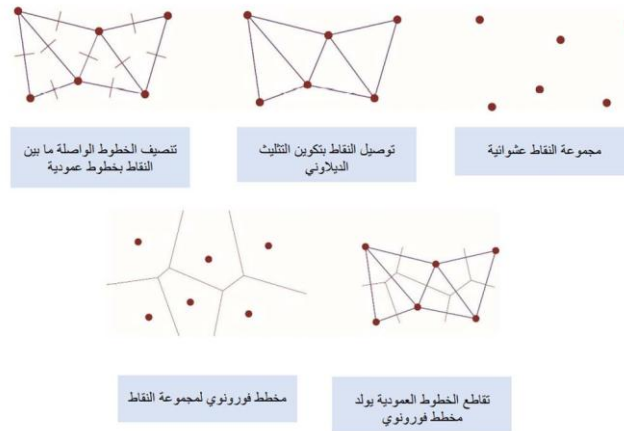 مجموعة النقاط عشوائية
توصيل النقاط بتكوين التثليث
الديلاوني
تنصيف الخطوط الواصلة ما بين
النقاط بخطوط عمودية
تقاطع الخطوط العمودية يولد
مخطط فورونوي
مخطط فورونوي لمجموعة النقاط